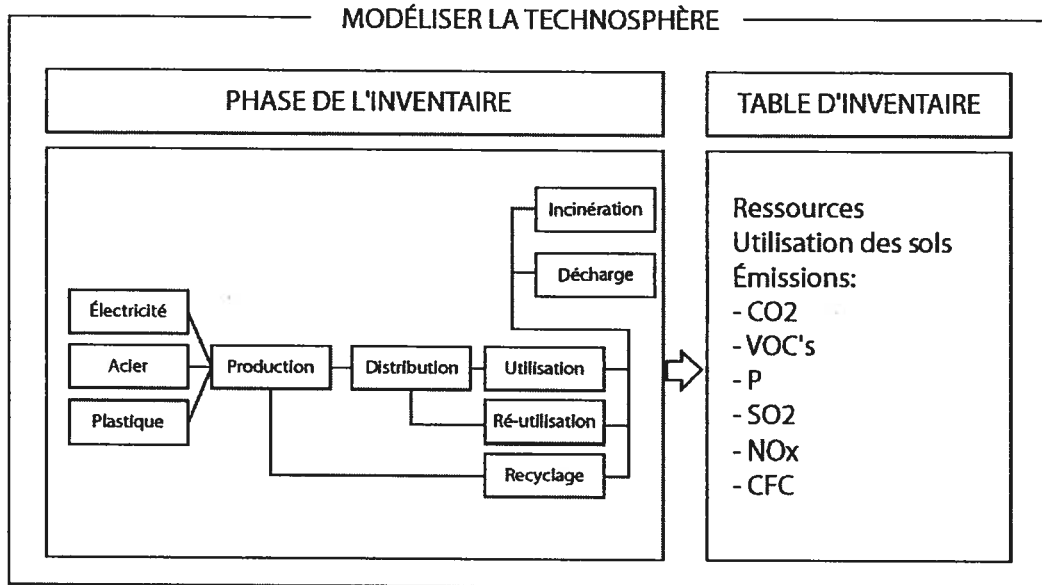 MODÉLISER LA TECHNOSPHÈRE
PHASE DE L'INVENTAIRE
TABLE D'INVENTAIRE
Incinération
Décharge
Électricité
Acier
Plastique
Production
Distribution
Utilisation
Ré-utilisation
Recyclage
Ressources
Utilisation des sols
Émissions:
- CO2
- VOC's
- P
- SO2
- NOx
- CFC